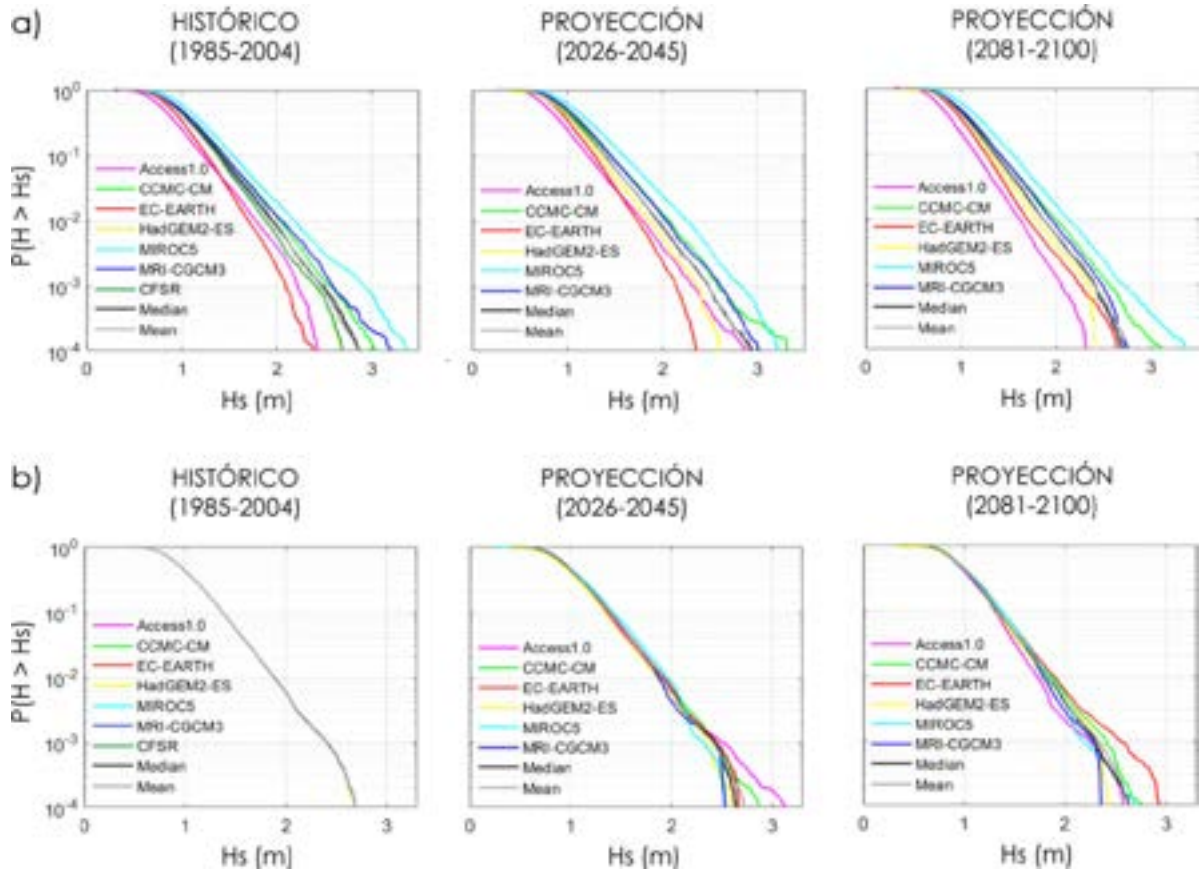 a)
HISTÓRICO
(1985-2004)
PROYECCIÓN
(2026-2045)
PROYECCIÓN
(2081-2100)
P(H > Hs)
10^0
10^-1
10^-2
10^-3
10^-4
Access1.0
CCMC-CM
EC-EARTH
HadGEM2-ES
MIROC5
MRI-CGCM3
CFSR
Median
Mean
0 1 2 3
Hs [m]
Access1.0
CCMC-CM
EC-EARTH
HadGEM2-ES
MIROC5
MRI-CGCM3
Median
Mean
0 1 2 3
Hs [m]
Access1.0
CCMC-CM
EC-EARTH
HadGEM2-ES
MIROC5
MRI-CGCM3
Median
Mean
0 1 2 3
Hs [m]
b)
HISTÓRICO
(1985-2004)
PROYECCIÓN
(2026-2045)
PROYECCIÓN
(2081-2100)
P(H > Hs)
10^0
10^-1
10^-2
10^-3
10^-4
Access1.0
CCMC-CM
EC-EARTH
HadGEM2-ES
MIROC5
MRI-CGCM3
CFSR
Median
Mean
0 1 2 3
Hs [m]
Access1.0
CCMC-CM
EC-EARTH
HadGEM2-ES
MIROC5
MRI-CGCM3
Median
Mean
0 1 2 3
Hs [m]
Access1.0
CCMC-CM
EC-EARTH
HadGEM2-ES
MIROC5
MRI-CGCM3
Median
Mean
0 1 2 3
Hs [m]